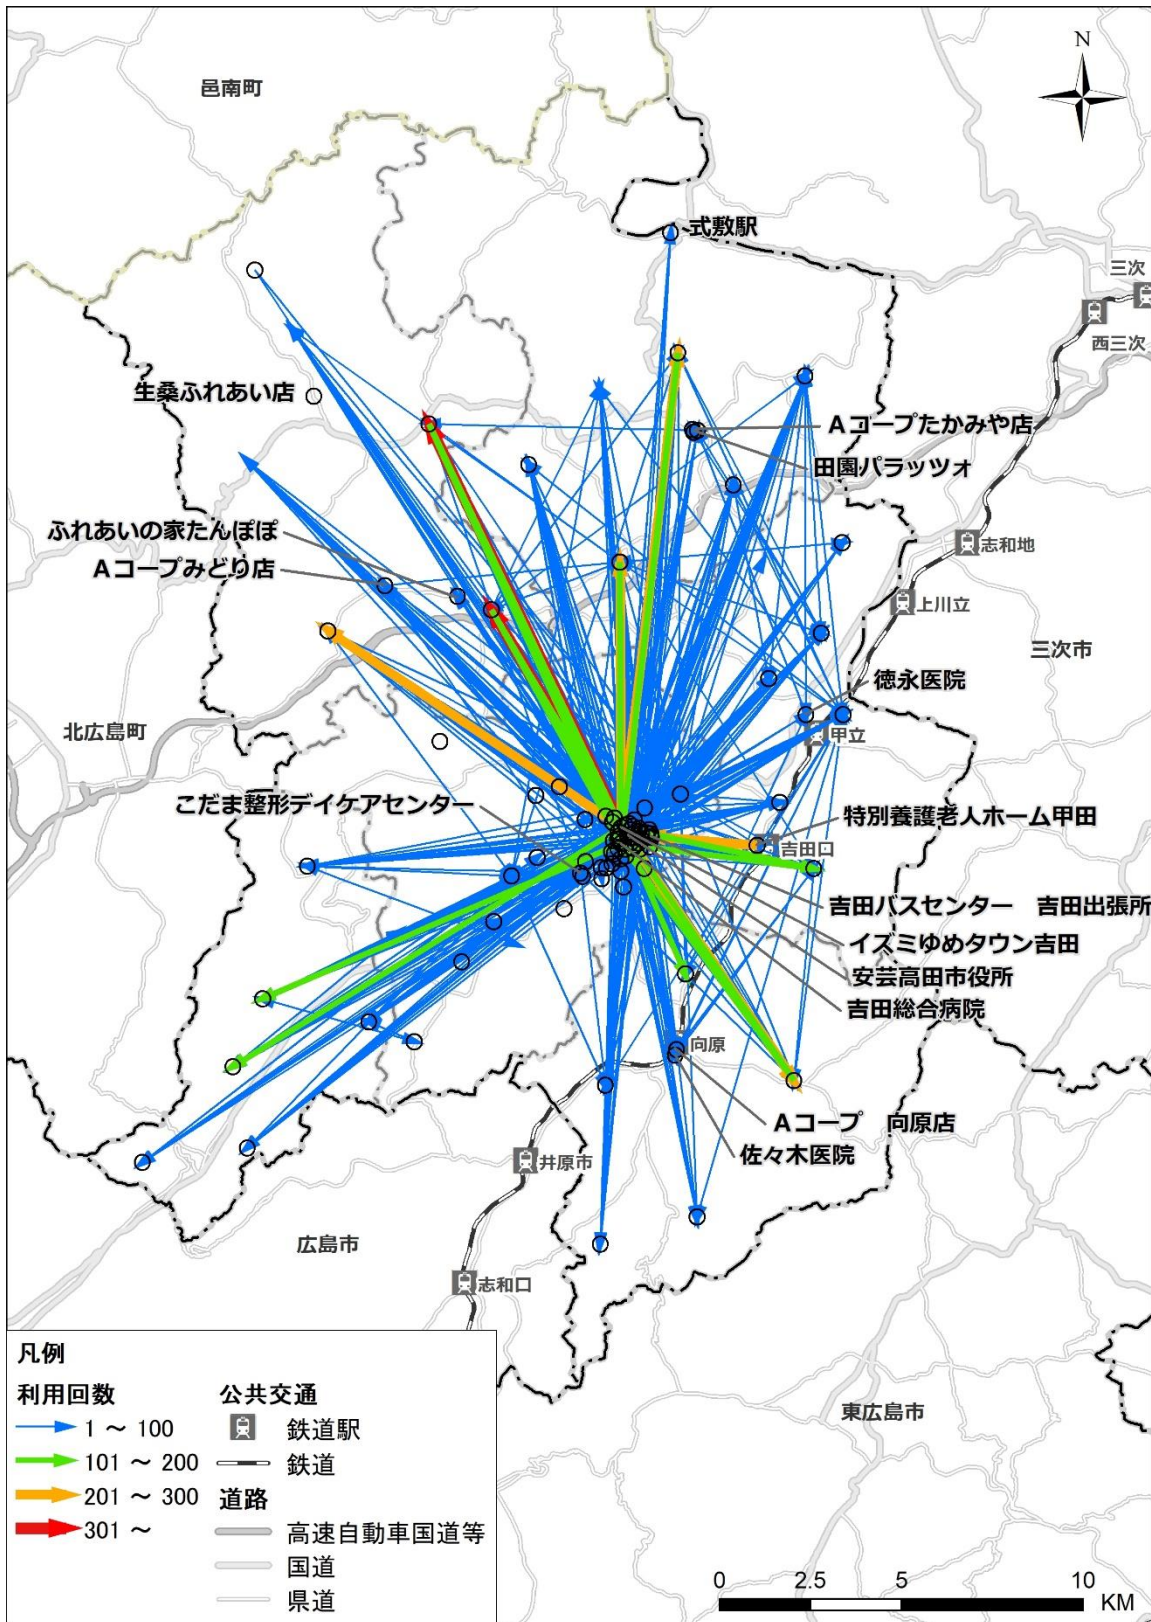 N
邑南町
式敷駅
三次
西三次
生桑ふれあい店
Aコープたかみや店
田園パラッツォ
ふれあいの家たんぽぽ
Aコープみどり店
志和地
上川立
三次市
徳永医院
北広島町
甲立
こだま整形デイケアセンター
特別養護老人ホーム甲田
吉田口
吉田バスセンター 吉田出張所
イズミゆめタウン吉田
安芸高田市役所
吉田総合病院
向原
Aコープ 向原店
佐々木医院
井原市
広島市
志和口
東広島市
凡例
利用回数
1 ～ 100
101 ～ 200
201 ～ 300
301 ～
公共交通
鉄道駅
鉄道
道路
高速自動車国道等
国道
県道
0 2.5 5 10
KM